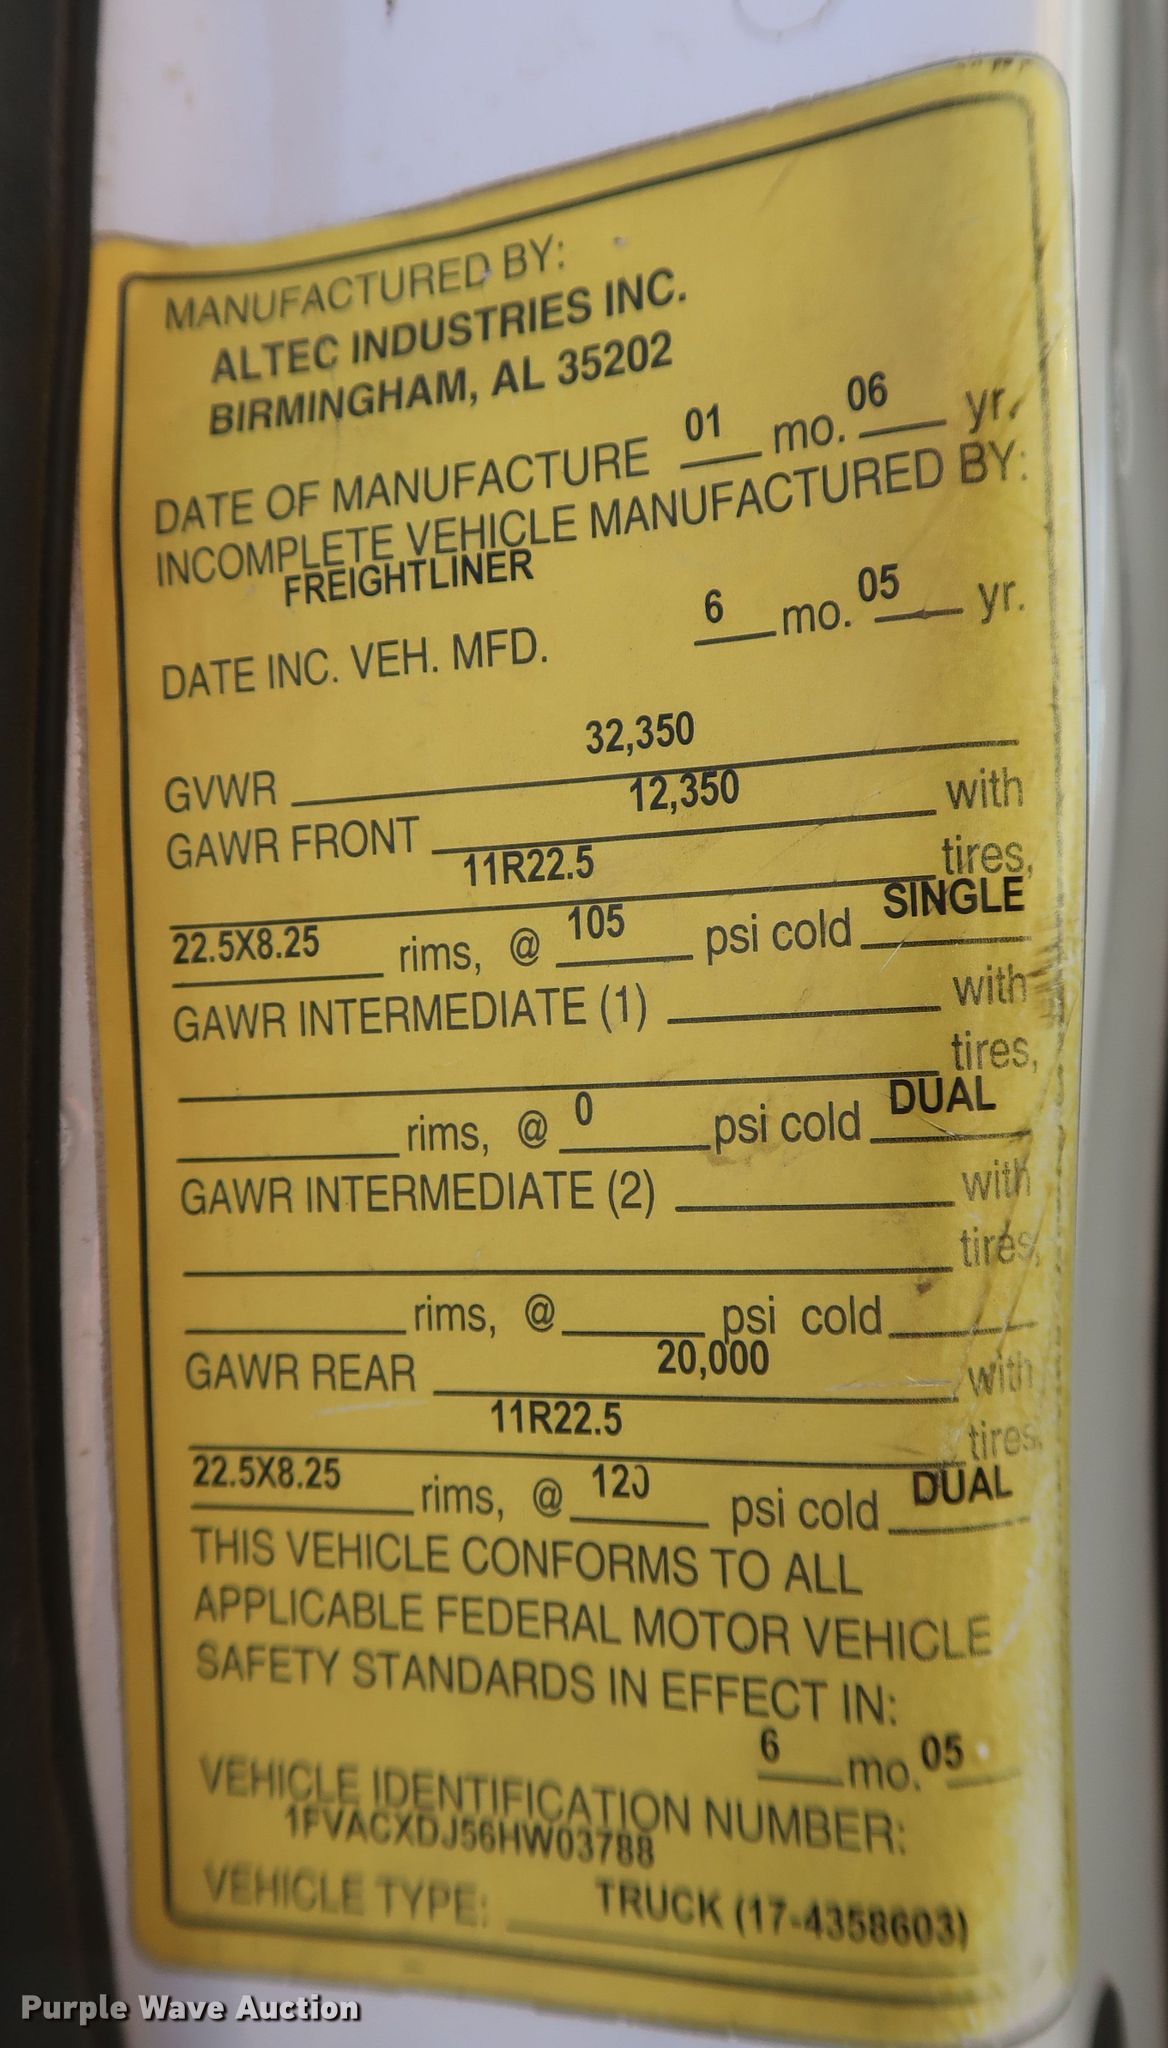 MANUFACTURED BY:
ALTEC INDUSTRIES INC.
BIRMINGHAM, AL 35202
DATE OF MANUFACTURE 01 mo. 06 yr.
INCOMPLETE VEHICLE MANUFACTURED BY:
FREIGHTLINER
DATE INC. VEH. MFD. 6 mo. 05 yr.
GVWR 32,350
GAWR FRONT 12,350 with
11R22.5 tires,
22.5X8.25 rims, @ 105 psi cold SINGLE
GAWR INTERMEDIATE (1) with
tires,
rims, @ 0 psi cold DUAL
GAWR INTERMEDIATE (2) with
tires,
rims, @ psi cold
GAWR REAR 20,000 with
11R22.5 tires,
22.5X8.25 rims, @ 120 psi cold DUAL
THIS VEHICLE CONFORMS TO ALL
APPLICABLE FEDERAL MOTOR VEHICLE
SAFETY STANDARDS IN EFFECT IN:
6 mo. 05
VEHICLE IDENTIFICATION NUMBER:
1FVACXDJ56HW03788
VEHICLE TYPE: TRUCK (17-4358603)
Purple Wave Auction